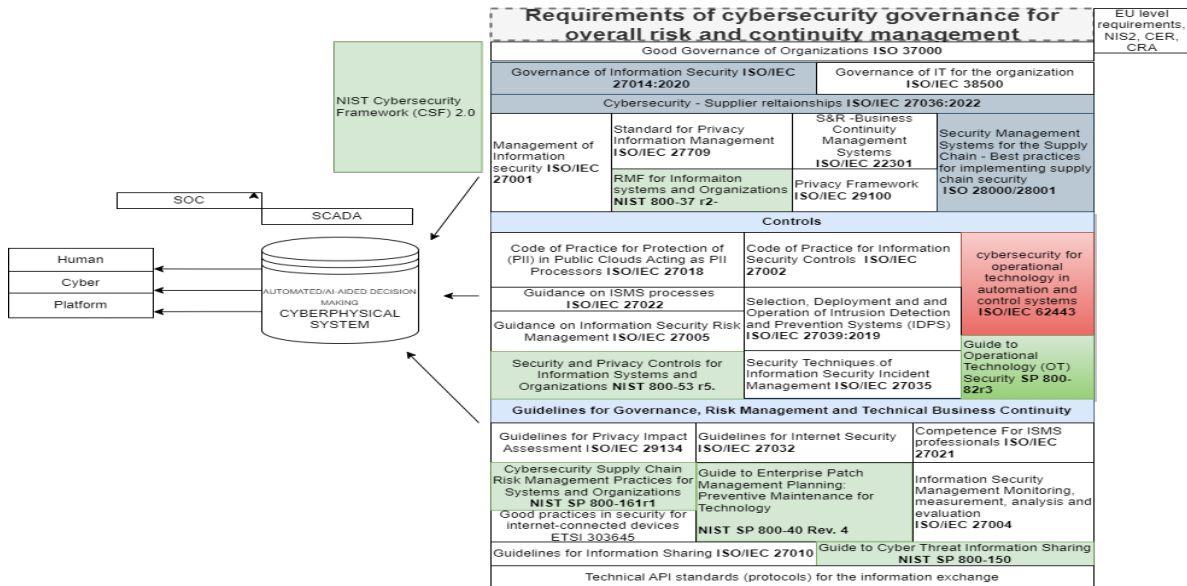 Requirements of cybersecurity governance for
overall risk and continuity management
EU level
requirements,
NIS2, CER,
CRA
Good Governance of Organizations ISO 37000
Governance of Information Security ISO/IEC
27014:2020
Governance of IT for the organization
ISO/IEC 38500
Cybersecurity - Supplier reltaionships ISO/IEC 27036:2022
NIST Cybersecurity
Framework (CSF) 2.0
Management of
Information
security ISO/IEC
27001
Standard for Privacy
Information Management
ISO/IEC 27709
RMF for Informaiton
systems and Organizations
NIST 800-37 r2-
S&R -Business
Continuity
Management
Systems
ISO/IEC 22301
Privacy Framework
ISO/IEC 29100
Security Management
Systems for the Supply
Chain - Best practices
for implementing supply
chain security
ISO 28000/28001
SOC
SCADA
Human
Cyber
Platform
AUTOMATED/AI-AIDED DECISION
MAKING
CYBERPHYSICAL
SYSTEM
Controls
Code of Practice for Protection of
(PII) in Public Clouds Acting as PII
Processors ISO/IEC 27018
Code of Practice for Information
Security Controls ISO/IEC
27002
cybersecurity for
operational
technology in
automation and
control systems
ISO/IEC 62443
Guidance on ISMS processes
ISO/IEC 27022
Selection, Deployment and and
Operation of Intrusion Detection
and Prevention Systems (IDPS)
ISO/IEC 27039:2019
Guidance on Information Security Risk
Management ISO/IEC 27005
Guide to
Operational
Technology (OT)
Security SP 800-
82r3
Security and Privacy Controls for
Information Systems and
Organizations NIST 800-53 r5.
Security Techniques.of
Information Security Incident
Management ISO/IEC 27035
Guidelines for Governance, Risk Management and Technical Business Continuity
Guidelines for Privacy Impact
Assessment ISO/IEC 29134
Guidelines for Internet Security
ISO/IEC 27032
Competence For ISMS
professionals ISO/IEC
27021
Cybersecurity Supply Chain
Risk Management Practices for
Systems and Organizations
NIST SP 800-161r1
Guide to Enterprise Patch
Management Planning:
Preventive Maintenance for
Technology
NIST SP 800-40 Rev. 4
Information Security
Management Monitoring,
measurement, analysis and
evaluation
ISO/iEC 27004
Good practices in security for
internet-connected devices
ETSI 303645
Guidelines for Information Sharing ISO/IEC 27010
Guide to Cyber Threat Information Sharing
NIST SP 800-150
Technical API standards (protocols) for the information exchange